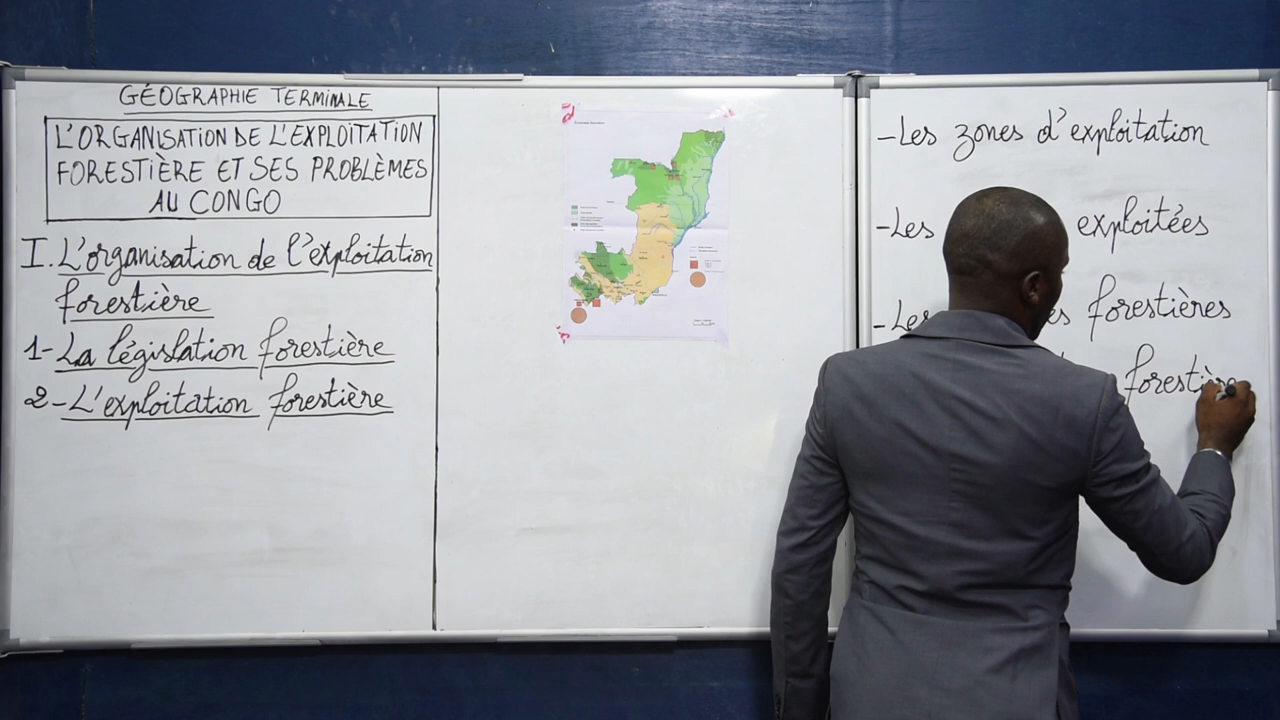 GÉOGRAPHIE TERMINALE
L'ORGANISATION DE L'EXPLOITATION
FORESTIÈRE ET SES PROBLÈMES
AU CONGO
I. L'organisation de l'exploitation
forestière
1- La législation forestière
2- L'exploitation forestière
- Les zones d'exploitation
- Les exploitées
- Les forestières
forestière